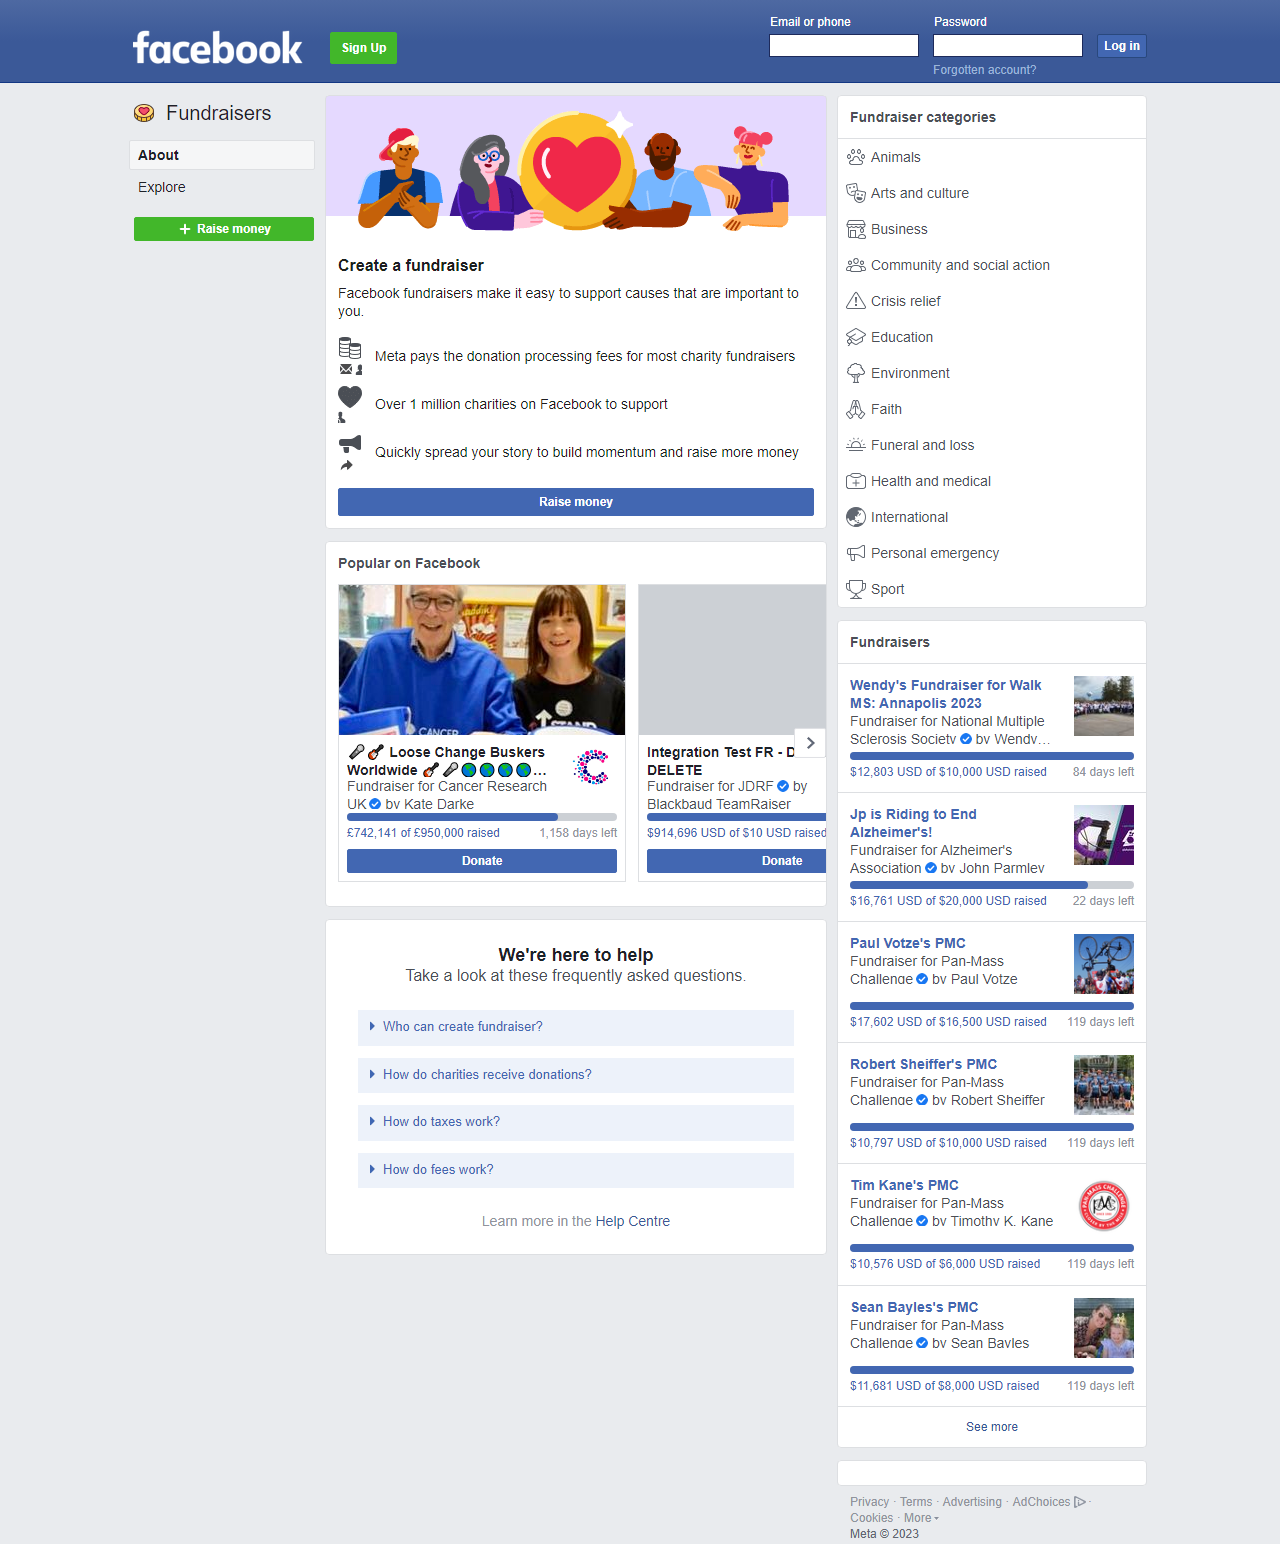 facebook
Sign Up
Email or phone
Password
Log in
Forgotten account?
Fundraisers
About
Explore
Raise money
Create a fundraiser
Facebook fundraisers make it easy to support causes that are important to
you.
Meta pays the donation processing fees for most charity fundraisers
Over 1 million charities on Facebook to support
Quickly spread your story to build momentum and raise more money
Raise money
Popular on Facebook
CANCER
STAND
🎤🎸 Loose Change Buskers
Worldwide 🎸🎤🌎🌎🌎🌎...
Fundraiser for Cancer Research
UK by Kate Darke
£742,141 of £950,000 raised
1,158 days left
Donate
Integration Test FR - D
DELETE
Fundraiser for JDRF by
Blackbaud TeamRaiser
$914,696 USD of $10 USD raised
Donate
We're here to help
Take a look at these frequently asked questions.
Who can create fundraiser?
How do charities receive donations?
How do taxes work?
How do fees work?
Learn more in the Help Centre
Fundraiser categories
Animals
Arts and culture
Business
Community and social action
Crisis relief
Education
Environment
Faith
Funeral and loss
Health and medical
International
Personal emergency
Sport
Fundraisers
Wendy's Fundraiser for Walk
MS: Annapolis 2023
Fundraiser for National Multiple
Sclerosis Society by Wendy...
$12,803 USD of $10,000 USD raised
84 days left
Jp is Riding to End
Alzheimer's!
Fundraiser for Alzheimer's
Association by John Parmley
$16,761 USD of $20,000 USD raised
22 days left
Paul Votze's PMC
Fundraiser for Pan-Mass
Challenge by Paul Votze
$17,602 USD of $16,500 USD raised
119 days left
Robert Sheiffer's PMC
Fundraiser for Pan-Mass
Challenge by Robert Sheiffer
$10,797 USD of $10,000 USD raised
119 days left
Tim Kane's PMC
Fundraiser for Pan-Mass
Challenge by Timothy K. Kane
PAN-MASS CHALLENGE
PMC
$10,576 USD of $6,000 USD raised
119 days left
Sean Bayles's PMC
Fundraiser for Pan-Mass
Challenge by Sean Bayles
$11,681 USD of $8,000 USD raised
119 days left
See more
Privacy · Terms · Advertising · AdChoices ·
Cookies · More
Meta © 2023